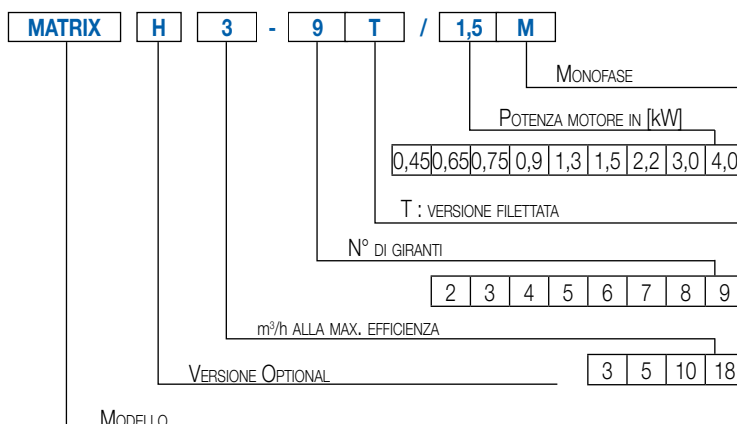 MATRIX H 3 - 9 T / 1,5 M
MONOFASE
POTENZA MOTORE IN [kW]
0,45 0,65 0,75 0,9 1,3 1,5 2,2 3,0 4,0
T : VERSIONE FILETTATA
N° DI GIRANTI
2 3 4 5 6 7 8 9
m³/h ALLA MAX. EFFICIENZA
3 5 10 18
VERSIONE OPTIONAL
MODELLO